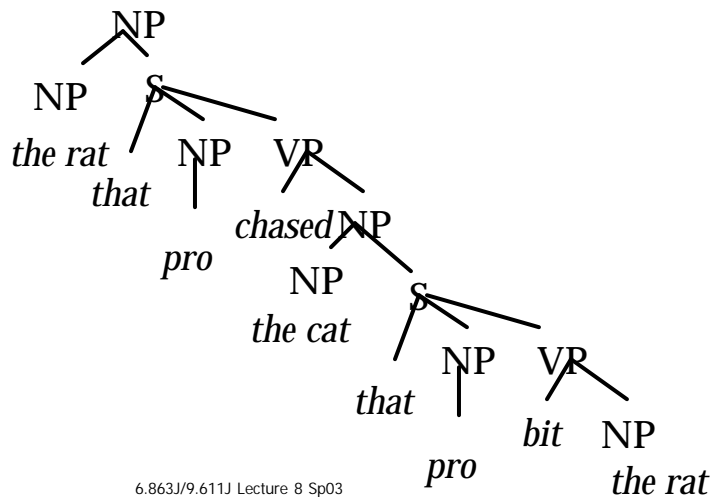 NP
NP S
the rat NP VP
that
chased NP
pro
NP S
the cat
NP VP
that
bit NP
pro
the rat
6.863J/9.611J Lecture 8 Sp03